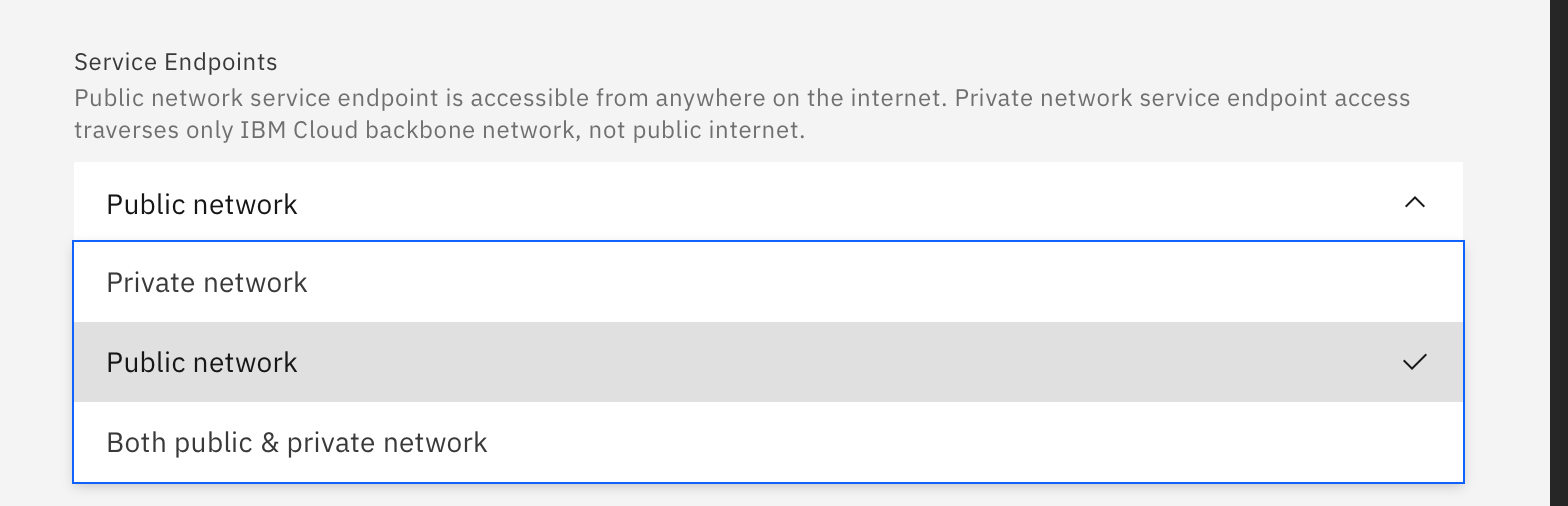 Service Endpoints
Public network service endpoint is accessible from anywhere on the internet. Private network service endpoint access
traverses only IBM Cloud backbone network, not public internet.
Public network
Private network
Public network
Both public & private network